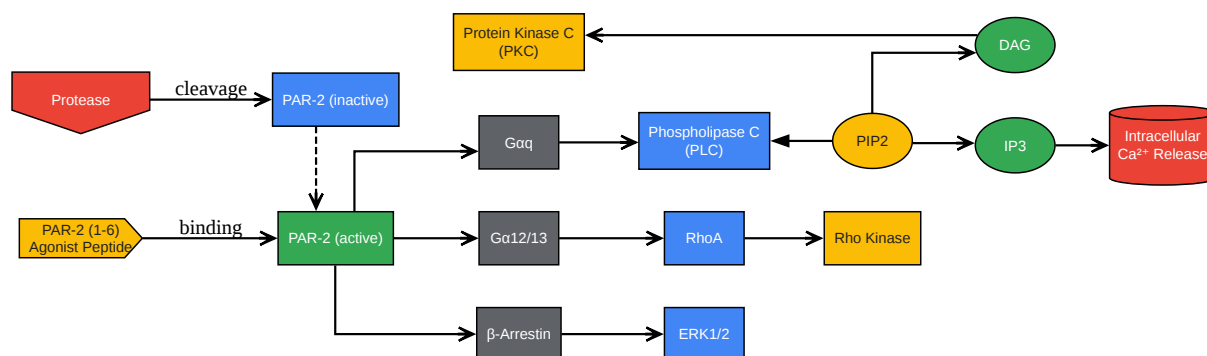 Protein Kinase C
(PKC)
DAG
Protease
cleavage
PAR-2 (inactive)
Gαq
Phospholipase C
(PLC)
PIP2
IP3
Intracellular
Ca²⁺ Release
PAR-2 (1-6)
Agonist Peptide
binding
PAR-2 (active)
Gα12/13
RhoA
Rho Kinase
β-Arrestin
ERK1/2